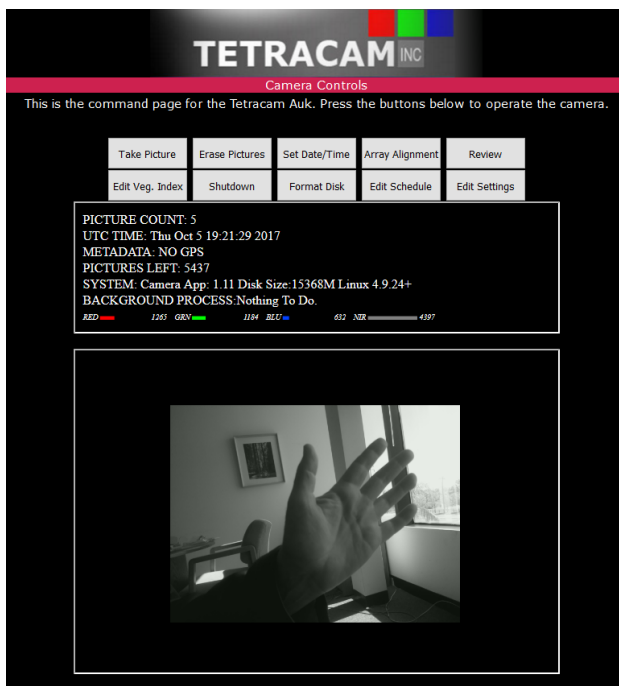 TETRACAM INC
Camera Controls
This is the command page for the Tetracam Auk. Press the buttons below to operate the camera.
Take Picture Erase Pictures Set Date/Time Array Alignment Review
Edit Veg. Index Shutdown Format Disk Edit Schedule Edit Settings
PICTURE COUNT: 5
UTC TIME: Thu Oct 5 19:21:29 2017
METADATA: NO GPS
PICTURES LEFT: 5437
SYSTEM: Camera App: 1.11 Disk Size:15368M Linux 4.9.24+
BACKGROUND PROCESS:Nothing To Do.
RED 1265 GRN 1184 BLU 632 NIR 4397